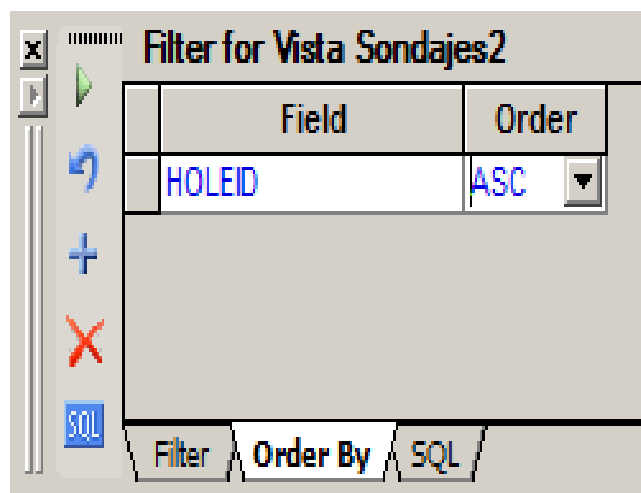 Filter for Vista Sondajes2
Field Order
HOLEID ASC
SQL
Filter Order By SQL